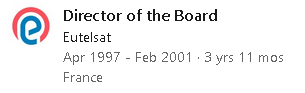 Director of the Board
Eutelsat
Apr 1997 - Feb 2001 · 3 yrs 11 mos
France